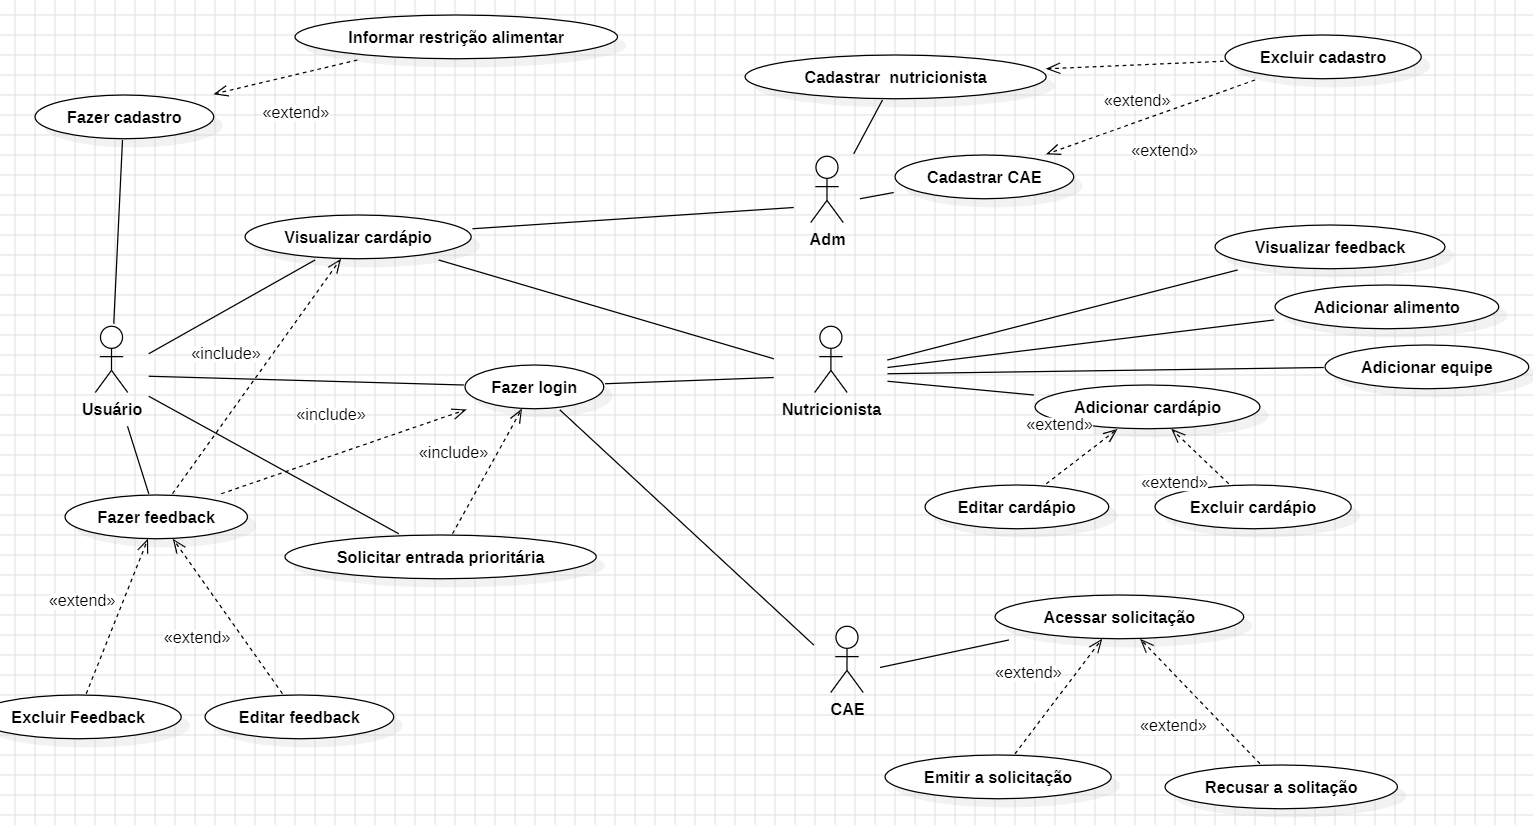 Informar restrição alimentar
Excluir cadastro
Cadastrar  nutricionista
«extend»
Fazer cadastro
«extend»
«extend»
Cadastrar CAE
Adm
Visualizar cardápio
Visualizar feedback
Adicionar alimento
«include»
Fazer login
Adicionar equipe
Usuário
Nutricionista
Adicionar cardápio
«include»
«extend»
«include»
«extend»
Editar cardápio
Excluir cardápio
Fazer feedback
Solicitar entrada prioritária
«extend»
Acessar solicitação
«extend»
«extend»
CAE
Excluir Feedback
Editar feedback
«extend»
Emitir a solicitação
Recusar a solitação